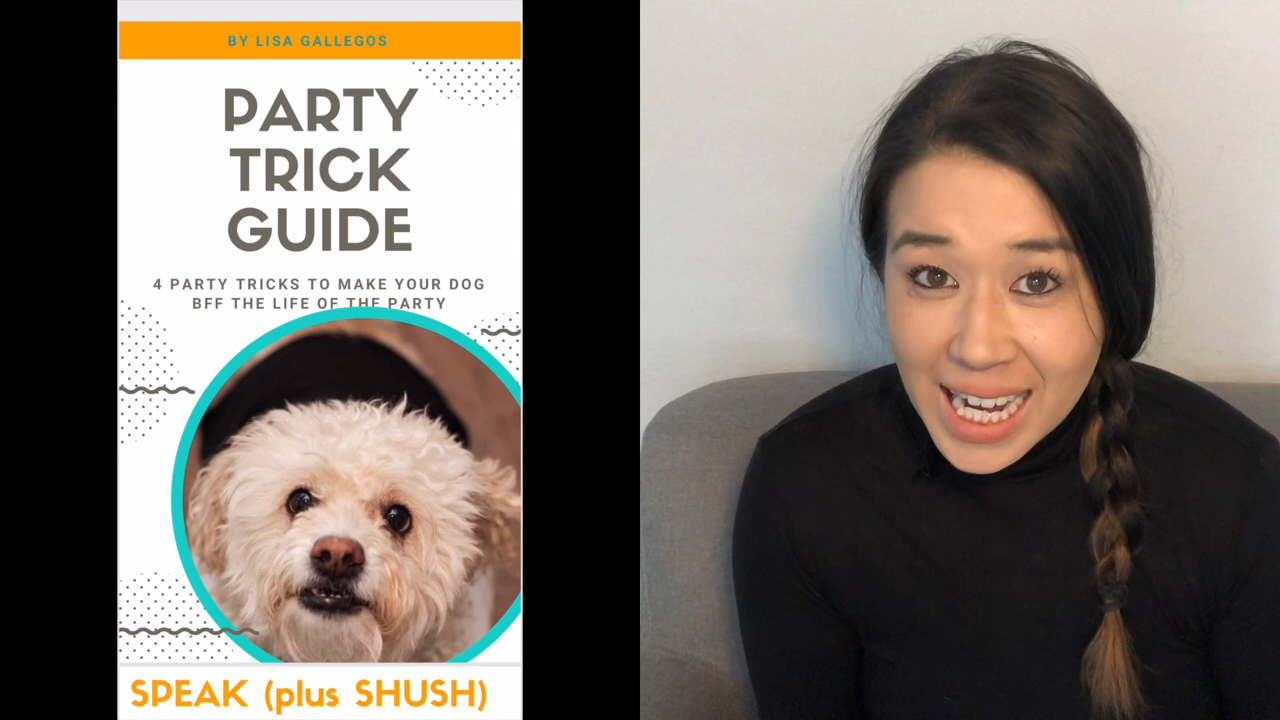 BY LISA GALLEGOS
PARTY
TRICK
GUIDE
4 PARTY TRICKS TO MAKE YOUR DOG
BFF THE LIFE OF THE PARTY
SPEAK (plus SHUSH)